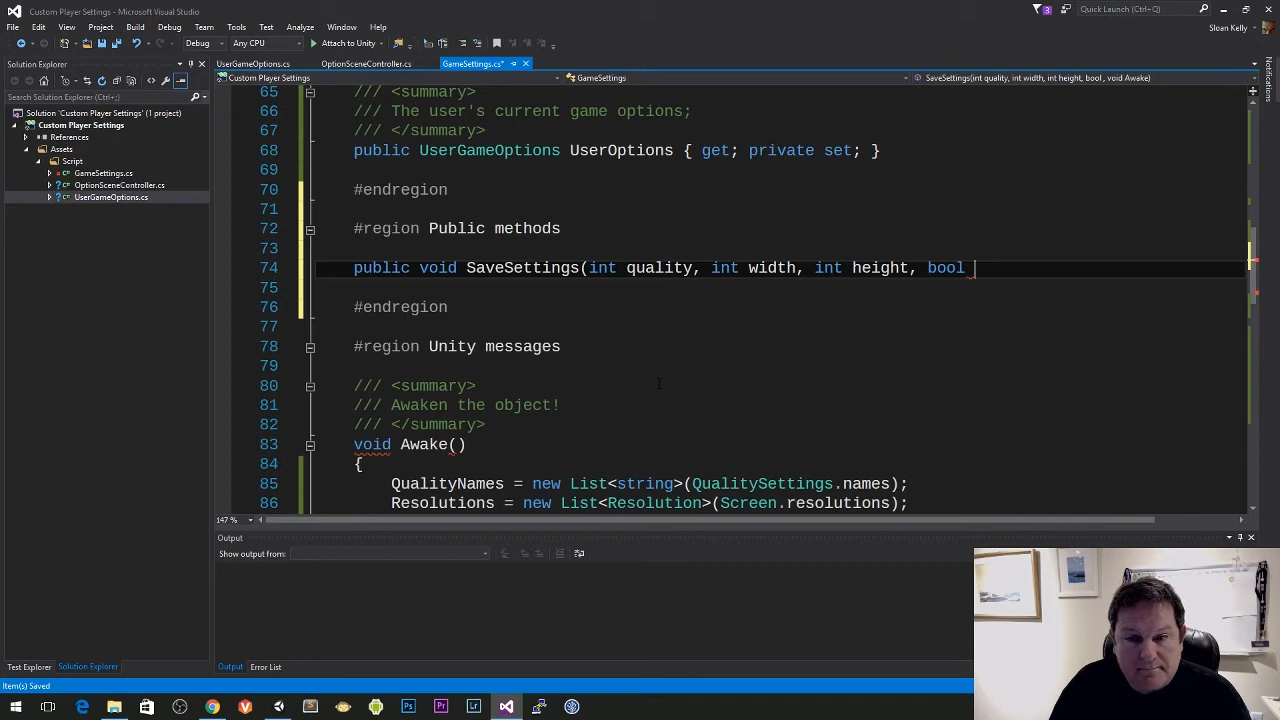 Custom Player Settings - Microsoft Visual Studio
3
Quick Launch (Ctrl+Q)
File Edit View Project Build Debug Team Tools Test Analyze Window Help
Sloan Kelly
Debug Any CPU Attach to Unity
Solution Explorer
UserGameOptions.cs OptionSceneController.cs GameSettings.cs*
Custom Player Settings GameSettings SaveSettings(int quality, int width, int height, bool , void Awake)
Search Solution Explorer (Ctrl+;)
Solution 'Custom Player Settings' (1 project)
Custom Player Settings
References
Assets
Script
GameSettings.cs
OptionSceneController.cs
UserGameOptions.cs
65 /// <summary>
66 /// The user's current game options;
67 /// </summary>
68 public UserGameOptions UserOptions { get; private set; }
69
70 #endregion
71
72 #region Public methods
73
74 public void SaveSettings(int quality, int width, int height, bool
75
76 #endregion
77
78 #region Unity messages
79
80 /// <summary>
81 /// Awaken the object!
82 /// </summary>
83 void Awake()
84 {
85 QualityNames = new List<string>(QualitySettings.names);
86 Resolutions = new List<Resolution>(Screen.resolutions);
147 %
Notifications
Output
Show output from:
Test Explorer Solution Explorer
Output Error List
Item(s) Saved
Ps Pr Lr